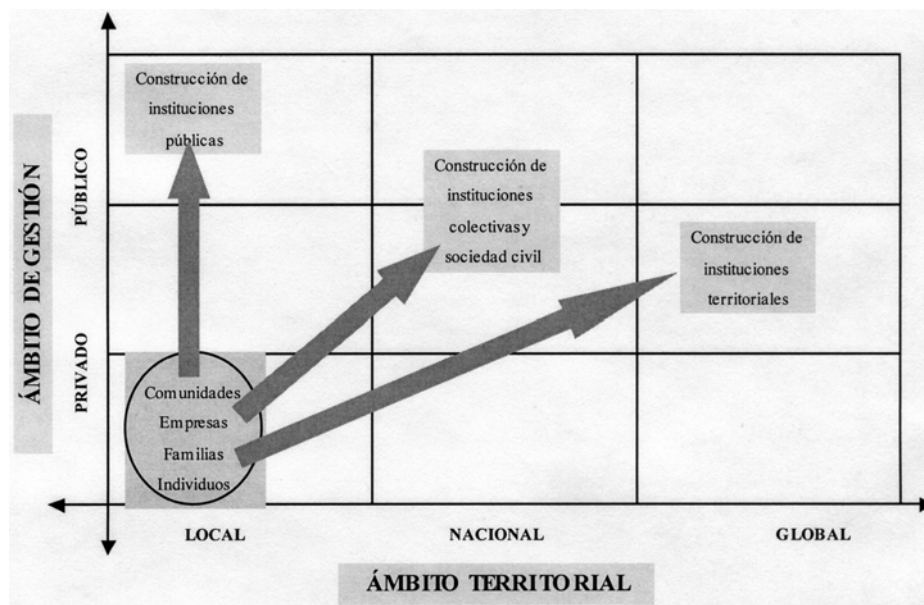 Construcción de
instituciones
públicas
Construcción de
instituciones
colectivas y
sociedad civil
Construcción de
instituciones
territoriales
ÁMBITO DE GESTIÓN
PÚBLICO
PRIVADO
Comunidades
Empresas
Familias
Individuos
LOCAL
NACIONAL
GLOBAL
ÁMBITO TERRITORIAL